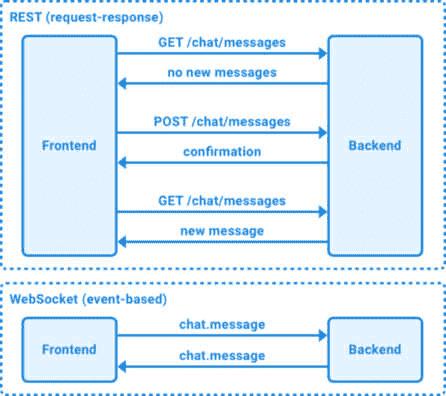 REST (request-response)
GET /chat/messages
no new messages
POST /chat/messages
Frontend
Backend
confirmation
GET /chat/messages
new message
WebSocket (event-based)
chat.message
Frontend
Backend
chat.message